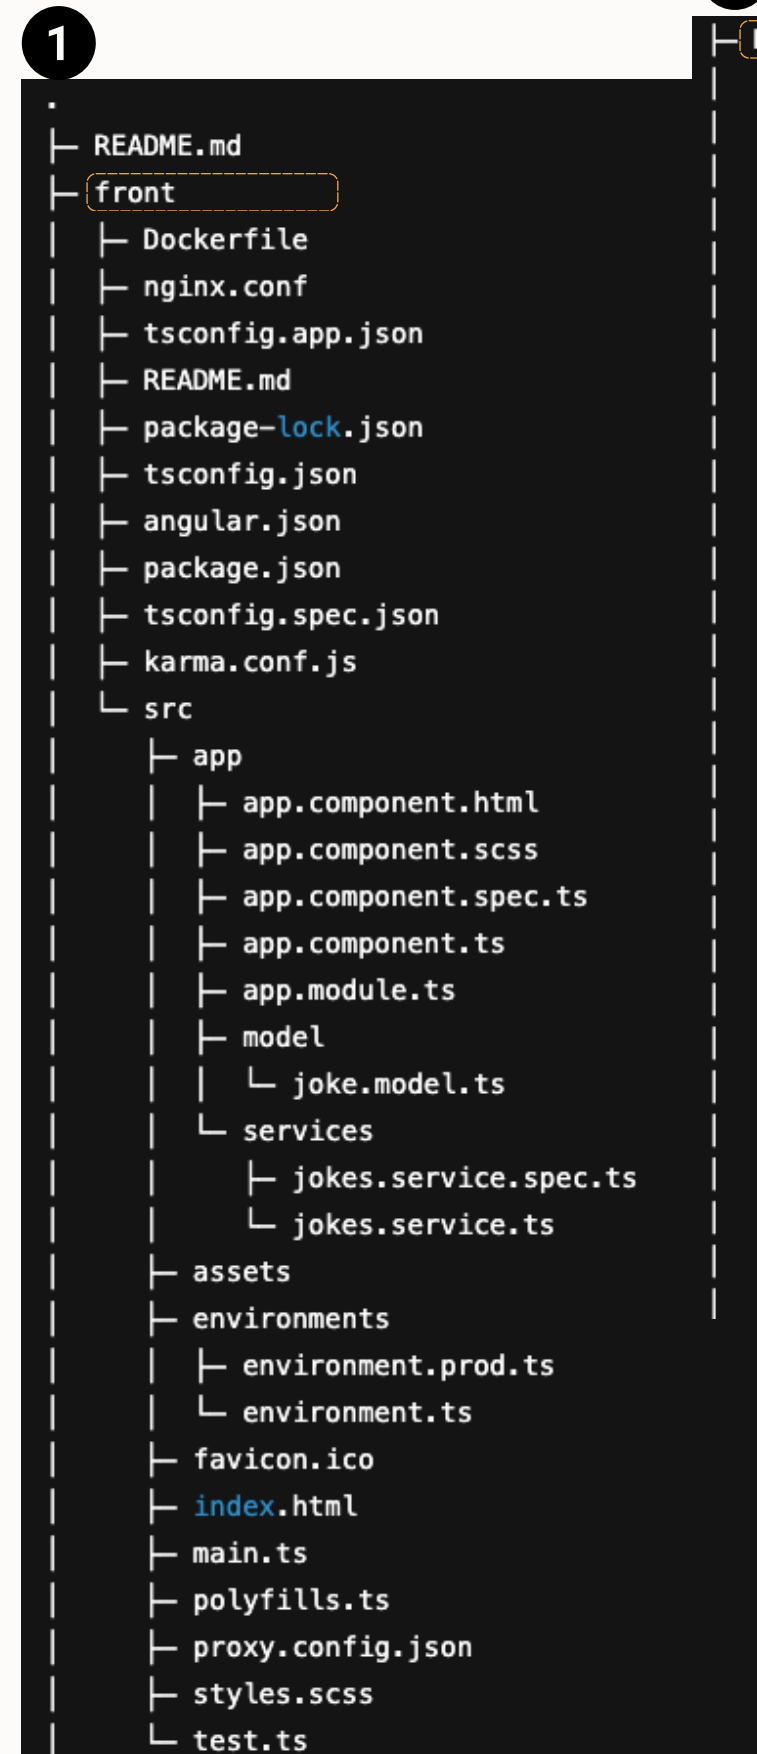 1
.
├─ README.md
├─ front
│  ├─ Dockerfile
│  ├─ nginx.conf
│  ├─ tsconfig.app.json
│  ├─ README.md
│  ├─ package-lock.json
│  ├─ tsconfig.json
│  ├─ angular.json
│  ├─ package.json
│  ├─ tsconfig.spec.json
│  ├─ karma.conf.js
│  └─ src
│     ├─ app
│     │  ├─ app.component.html
│     │  ├─ app.component.scss
│     │  ├─ app.component.spec.ts
│     │  ├─ app.component.ts
│     │  ├─ app.module.ts
│     │  ├─ model
│     │  │  └─ joke.model.ts
│     │  └─ services
│     │     ├─ jokes.service.spec.ts
│     │     └─ jokes.service.ts
│     ├─ assets
│     ├─ environments
│     │  ├─ environment.prod.ts
│     │  └─ environment.ts
│     ├─ favicon.ico
│     ├─ index.html
│     ├─ main.ts
│     ├─ polyfills.ts
│     ├─ proxy.config.json
│     ├─ styles.scss
│     └─ test.ts